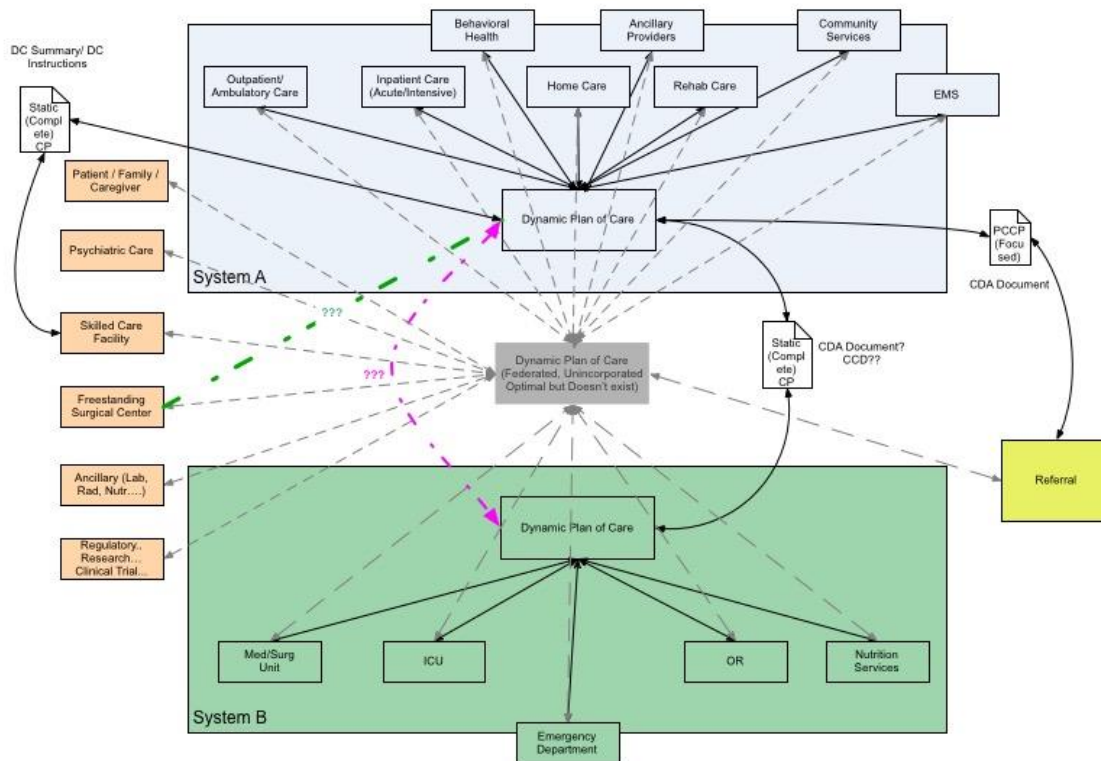 Behavioral
Health
Ancillary
Providers
Community
Services
DC Summary/ DC
Instructions
Outpatient/
Ambulatory Care
Inpatient Care
(Acute/Intensive)
Home Care
Rehab Care
EMS
Static
(Compl
ete)
CP
Patient / Family /
Caregiver
Dynamic Plan of Care
PCCP
(Focu
sed)
Psychiatric Care
System A
CDA Document
???
Skilled Care
Facility
Static
(Compl
ete)
CP
CDA Document?
CCD??
Dynamic Plan of Care
(Federated, Unincorporated
Optimal but Doesn't exist)
???
Freestanding
Surgical Center
Ancillary (Lab,
Rad, Nutr....)
Referral
Dynamic Plan of Care
Regulatory..
Research...
Clinical Trial...
Med/Surg
Unit
ICU
OR
Nutrition
Services
System B
Emergency
Department